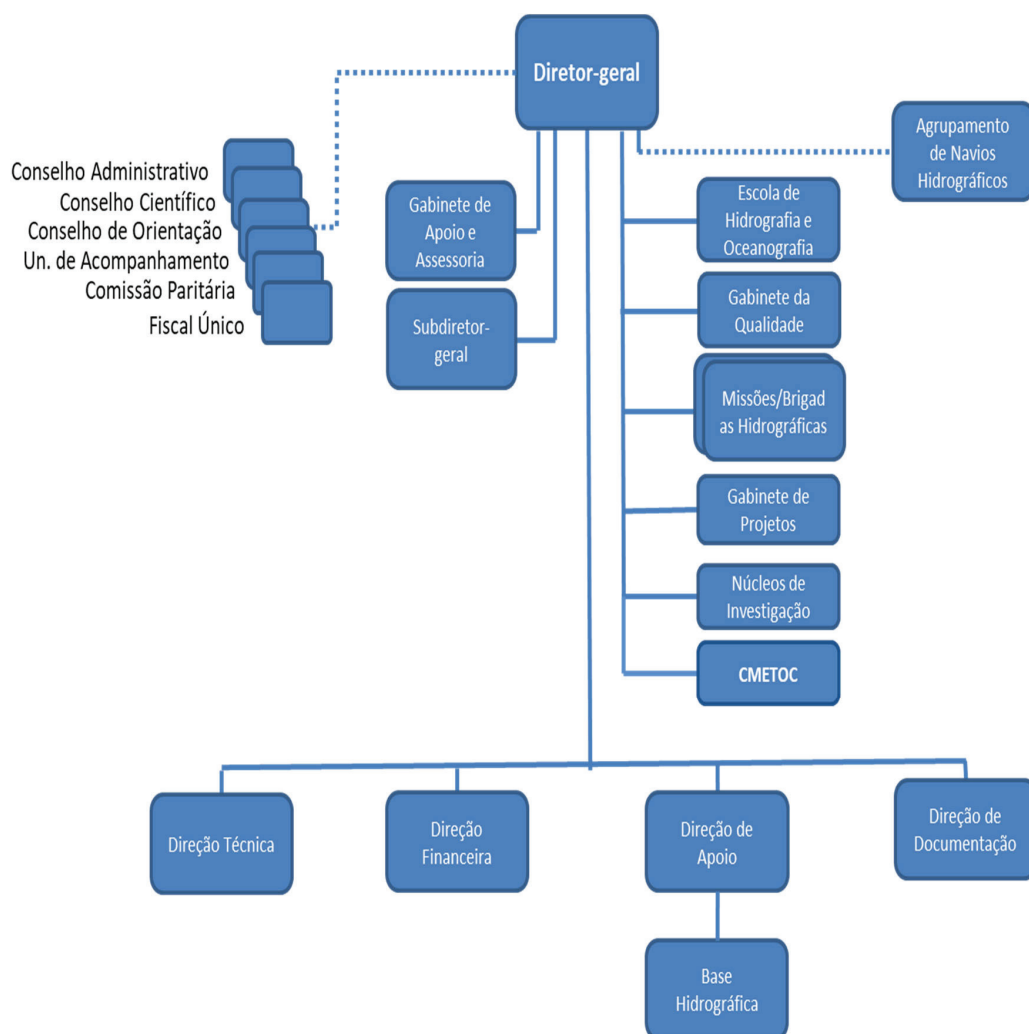 Diretor-geral
Agrupamento
de Navios
Hidrográficos
Conselho Administrativo
Conselho Científico
Conselho de Orientação
Un. de Acompanhamento
Comissão Paritária
Fiscal Único
Gabinete de
Apoio e
Assessoria
Subdiretor-
geral
Escola de
Hidrografia e
Oceanografia
Gabinete da
Qualidade
Missões/Brigad
as Hidrográficas
Gabinete de
Projetos
Núcleos de
Investigação
CMETOC
Direção Técnica
Direção
Financeira
Direção de
Apoio
Direção de
Documentação
Base
Hidrográfica